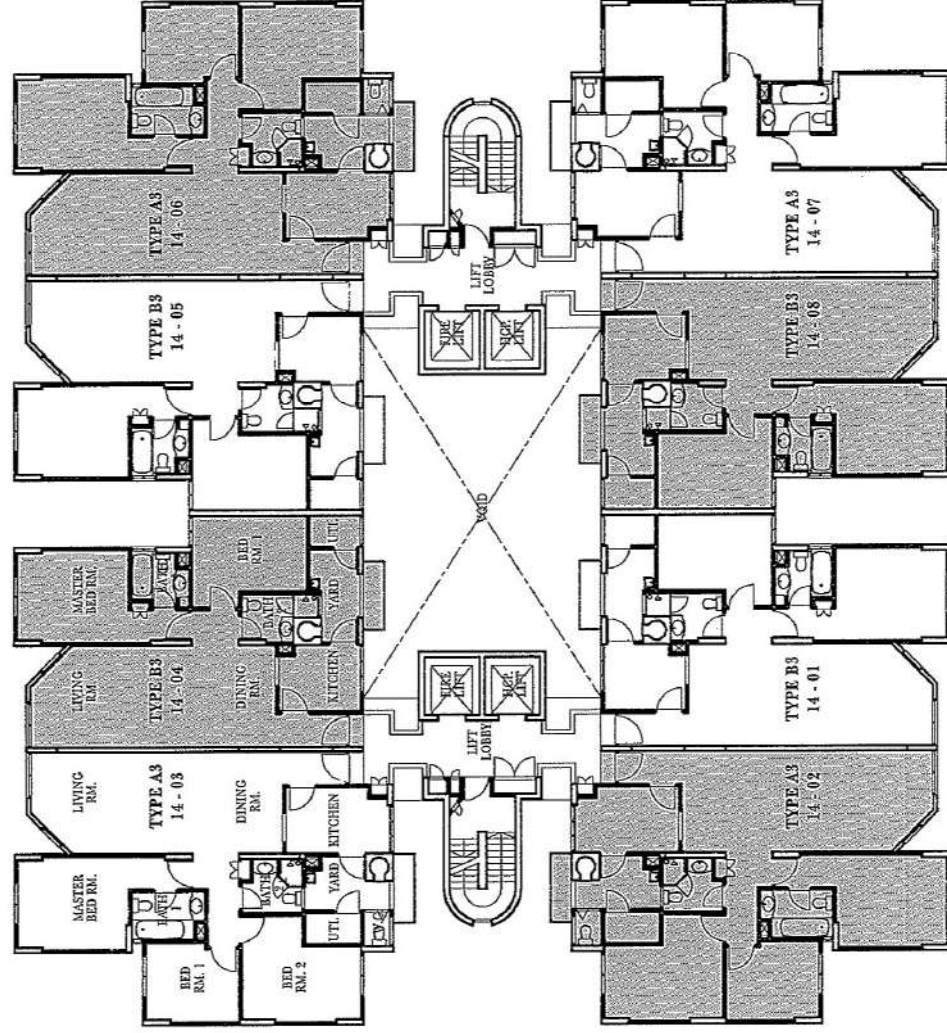 TYPE A3
14 - 06
TYPE A3
14 - 07
LIFT
LOBBY
TYPE B3
14 - 05
FIRE
LIFT
TYPE B3
14 - 08
VOID
MASTER
BED RM.
BATH
BED
RM. 1
UTI.
BATH
YARD
LIVING
RM
TYPE B3
14 - 04
DINING
RM.
KITCHEN
FIRE
LIFT
TYPE B3
14 - 01
LIFT
LOBBY
LIVING
RM.
TYPE A3
14 - 03
DINING
RM.
KITCHEN
TYPE A3
14 - 02
MASTER
BED RM.
BATH
1
BATH
2
YARD
UTI.
W.C
BED
RM. 1
BED
RM. 2